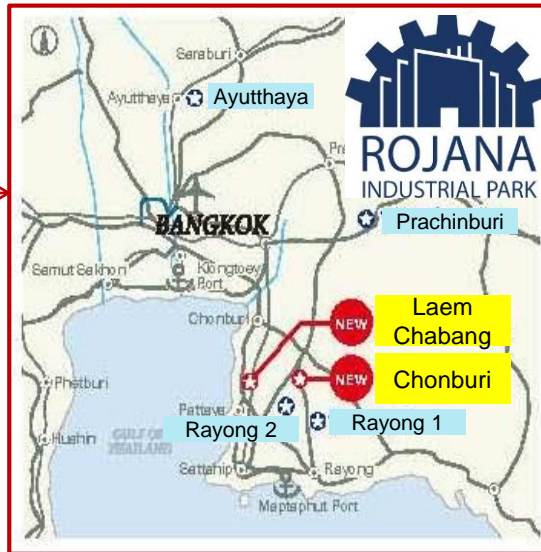 Saraburi
Ayutthaya
Ayutthaya
ROJANA
INDUSTRIAL PARK
BANGKOK
Prachinburi
Samut Sakhon
Klongtoey
Port
Chonburi
NEW
Laem
Chabang
NEW
Chonburi
Phetburi
Pattaya
Rayong 2
Rayong 1
Huahin
GULF OF
THAILAND
Sattahip
Rayong
Maptaphut Port